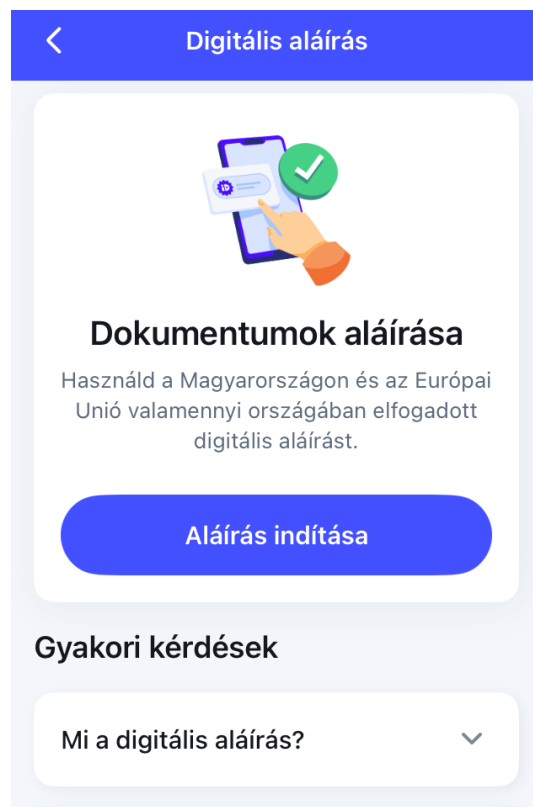 Digitális aláírás
ID
Dokumentumok aláírása
Használd a Magyarországon és az Európai
Unió valamennyi országában elfogadott
digitális aláírást.
Aláírás indítása
Gyakori kérdések
Mi a digitális aláírás?